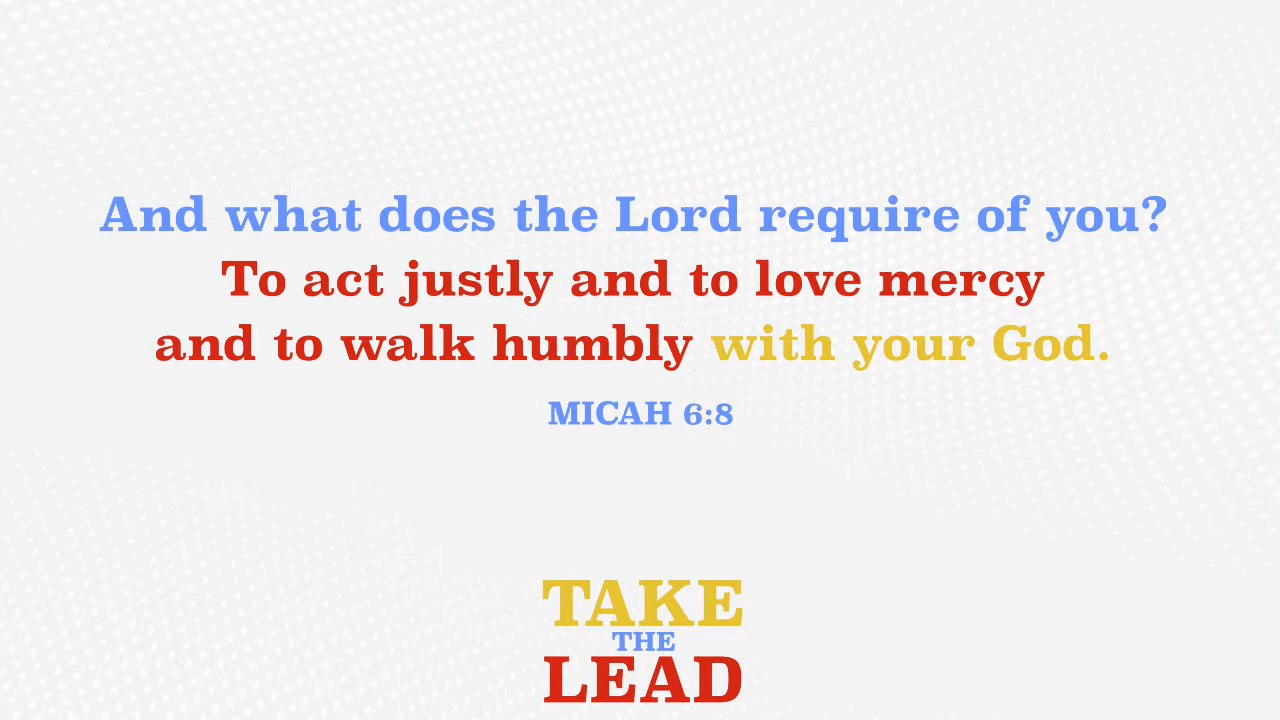 And what does the Lord require of you?
To act justly and to love mercy
and to walk humbly with your God.
MICAH 6:8
TAKE
THE
LEAD